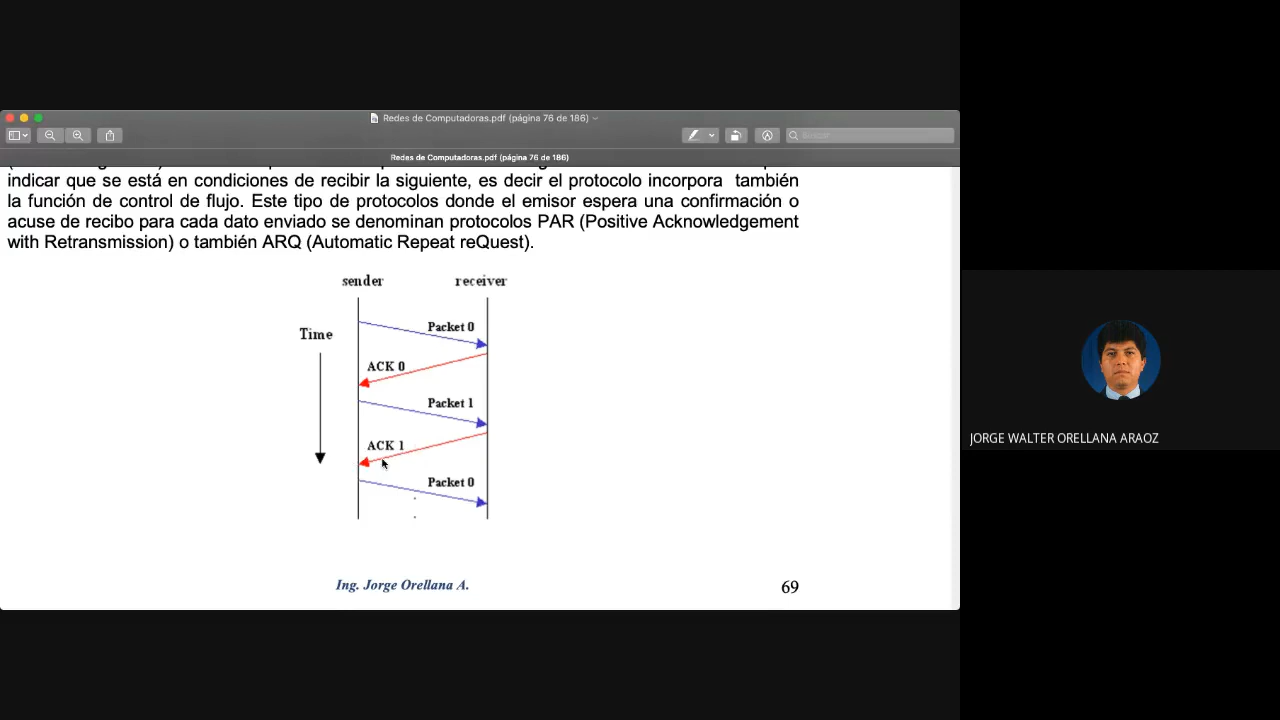 Redes de Computadoras.pdf (página 76 de 186)
Redes de Computadoras.pdf (página 76 de 186)
indicar que se está en condiciones de recibir la siguiente, es decir el protocolo incorpora también
la función de control de flujo. Este tipo de protocolos donde el emisor espera una confirmación o
acuse de recibo para cada dato enviado se denominan protocolos PAR (Positive Acknowledgement
with Retransmission) o también ARQ (Automatic Repeat reQuest).
sender receiver
Packet 0
Time
ACK 0
Packet 1
JORGE WALTER ORELLANA ARAOZ
ACK 1
Packet 0
Ing. Jorge Orellana A.
69